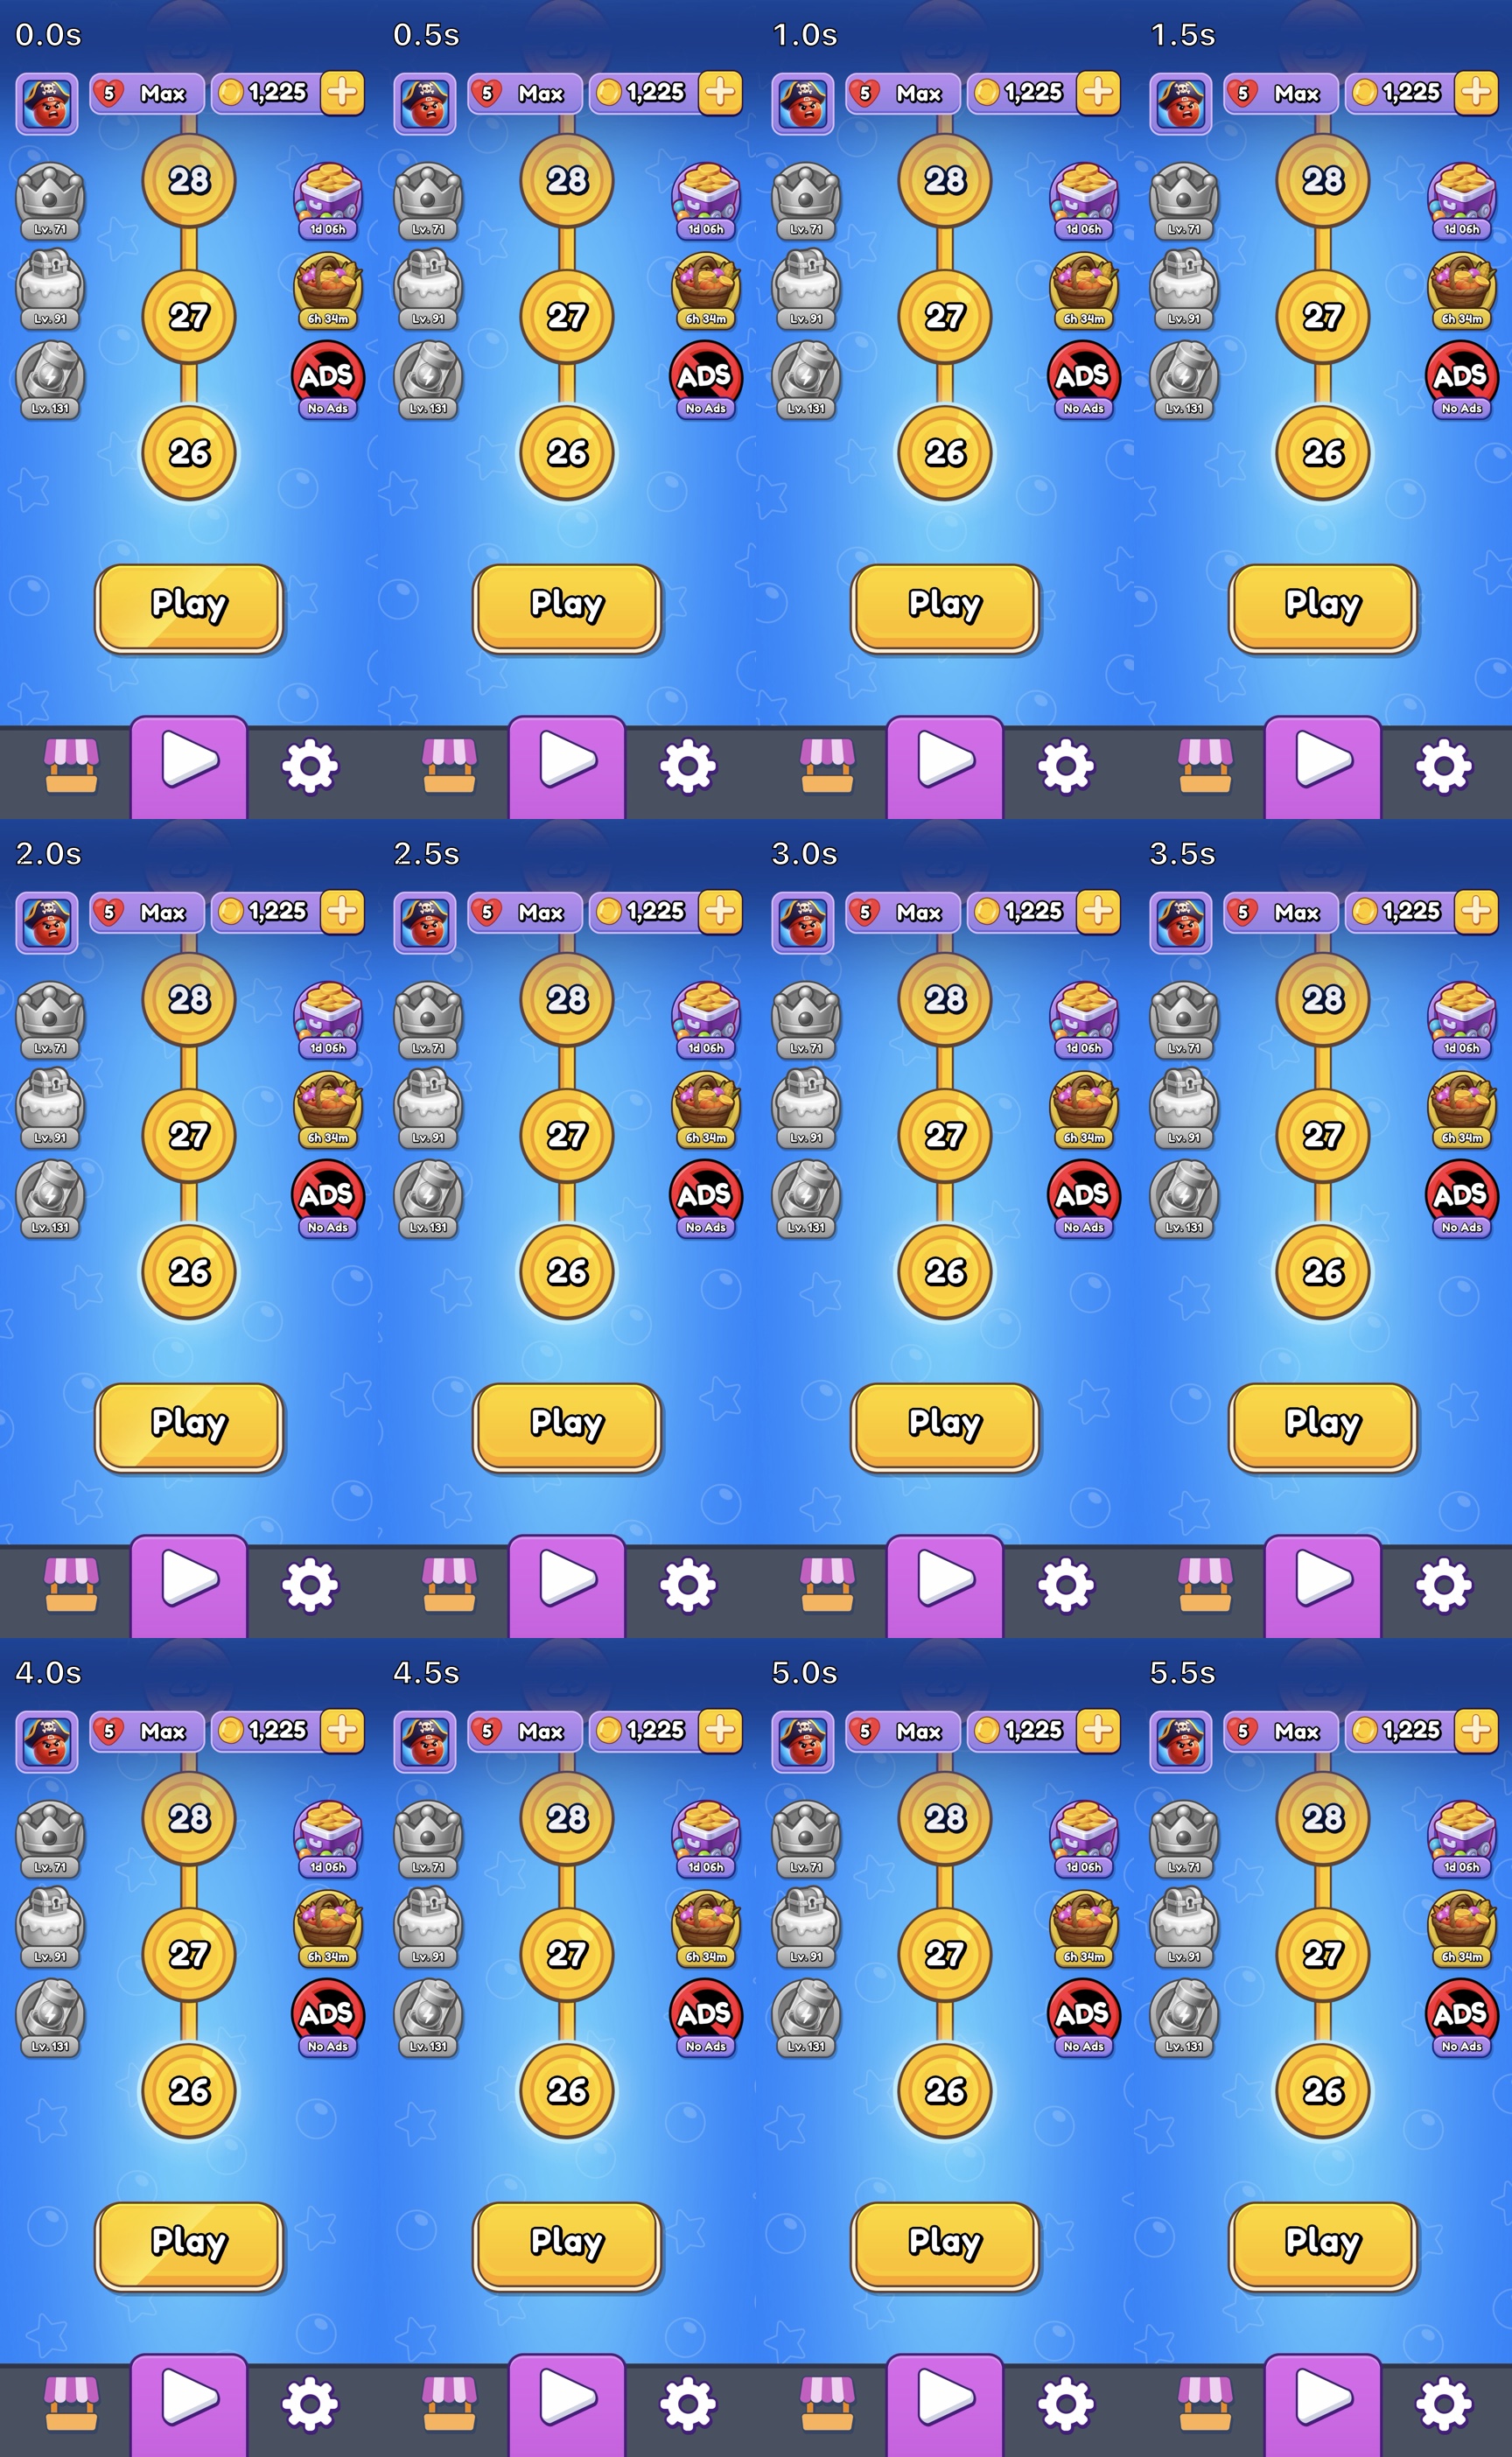 0.0s 0.5s 1.0s 1.5s
5 Max 1,225 5 Max 1,225 5 Max 1,225 5 Max 1,225
28 28 28 28
Lv. 71 1d 06h Lv. 71 1d 06h Lv. 71 1d 06h Lv. 71 1d 06h
27 27 27 27
Lv. 91 6h 34m Lv. 91 6h 34m Lv. 91 6h 34m Lv. 91 6h 34m
ADS ADS ADS ADS
Lv. 131 No Ads Lv. 131 No Ads Lv. 131 No Ads Lv. 131 No Ads
26 26 26 26
Play Play Play Play
2.0s 2.5s 3.0s 3.5s
5 Max 1,225 5 Max 1,225 5 Max 1,225 5 Max 1,225
28 28 28 28
Lv. 71 1d 06h Lv. 71 1d 06h Lv. 71 1d 06h Lv. 71 1d 06h
27 27 27 27
Lv. 91 6h 34m Lv. 91 6h 34m Lv. 91 6h 34m Lv. 91 6h 34m
ADS ADS ADS ADS
Lv. 131 No Ads Lv. 131 No Ads Lv. 131 No Ads Lv. 131 No Ads
26 26 26 26
Play Play Play Play
4.0s 4.5s 5.0s 5.5s
5 Max 1,225 5 Max 1,225 5 Max 1,225 5 Max 1,225
28 28 28 28
Lv. 71 1d 06h Lv. 71 1d 06h Lv. 71 1d 06h Lv. 71 1d 06h
27 27 27 27
Lv. 91 6h 34m Lv. 91 6h 34m Lv. 91 6h 34m Lv. 91 6h 34m
ADS ADS ADS ADS
Lv. 131 No Ads Lv. 131 No Ads Lv. 131 No Ads Lv. 131 No Ads
26 26 26 26
Play Play Play Play